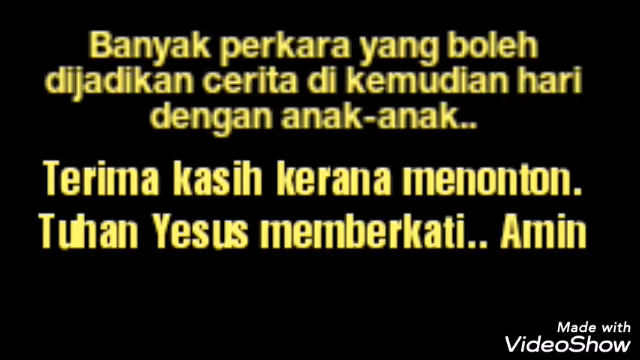 Banyak perkara yang boleh
dijadikan cerita di kemudian hari
dengan anak-anak..
Terima kasih kerana menonton.
Tuhan Yesus memberkati.. Amin
Made with
VideoShow